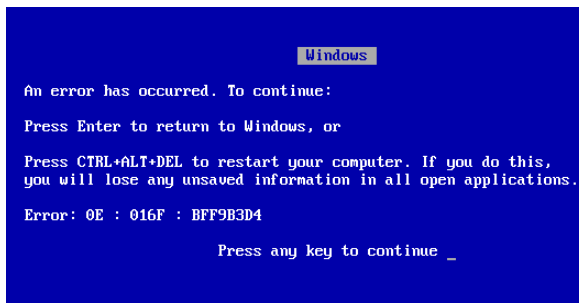 Windows
An error has occurred. To continue:
Press Enter to return to Windows, or
Press CTRL+ALT+DEL to restart your computer. If you do this,
you will lose any unsaved information in all open applications.
Error: 0E : 016F : BFF9B3D4
Press any key to continue _